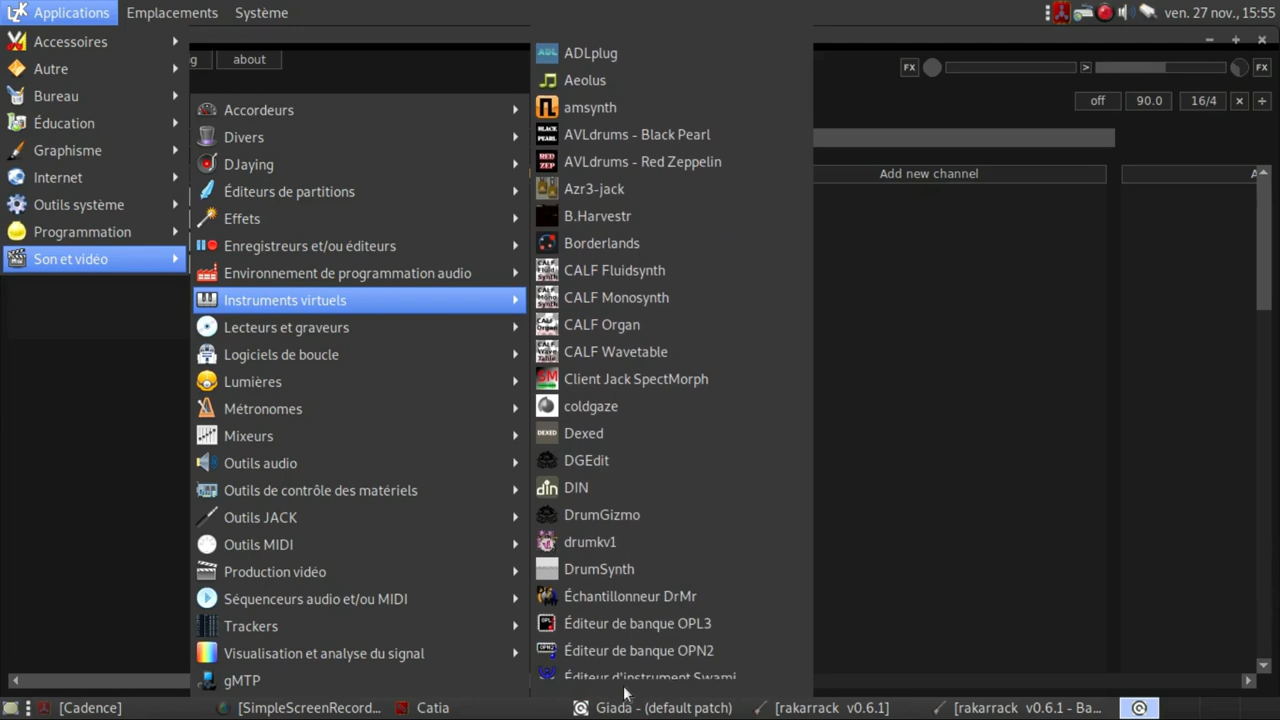 Applications Emplacements Système ven. 27 nov., 15:55
Accessoires
Autre
Bureau
Éducation
Graphisme
Internet
Outils système
Programmation
Son et vidéo
g about
Accordeurs
Divers
DJaying
Éditeurs de partitions
Effets
Enregistreurs et/ou éditeurs
Environnement de programmation audio
Instruments virtuels
Lecteurs et graveurs
Logiciels de boucle
Lumières
Métronomes
Mixeurs
Outils audio
Outils de contrôle des matériels
Outils JACK
Outils MIDI
Production vidéo
Séquenceurs audio et/ou MIDI
Trackers
Visualisation et analyse du signal
gMTP
ADLplug
Aeolus
amsynth
AVLdrums - Black Pearl
AVLdrums - Red Zeppelin
Azr3-jack
B.Harvestr
Borderlands
CALF Fluidsynth
CALF Monosynth
CALF Organ
CALF Wavetable
Client Jack SpectMorph
coldgaze
Dexed
DGEdit
DIN
DrumGizmo
drumkv1
DrumSynth
Échantillonneur DrMr
Éditeur de banque OPL3
Éditeur de banque OPN2
Éditeur d'instrument Swami
FX > FX
off 90.0 16/4 × ÷
Add new channel A
[Cadence] [SimpleScreenRecord... Catia Giada - (default patch) [rakarrack v0.6.1] [rakarrack v0.6.1 - Ba...